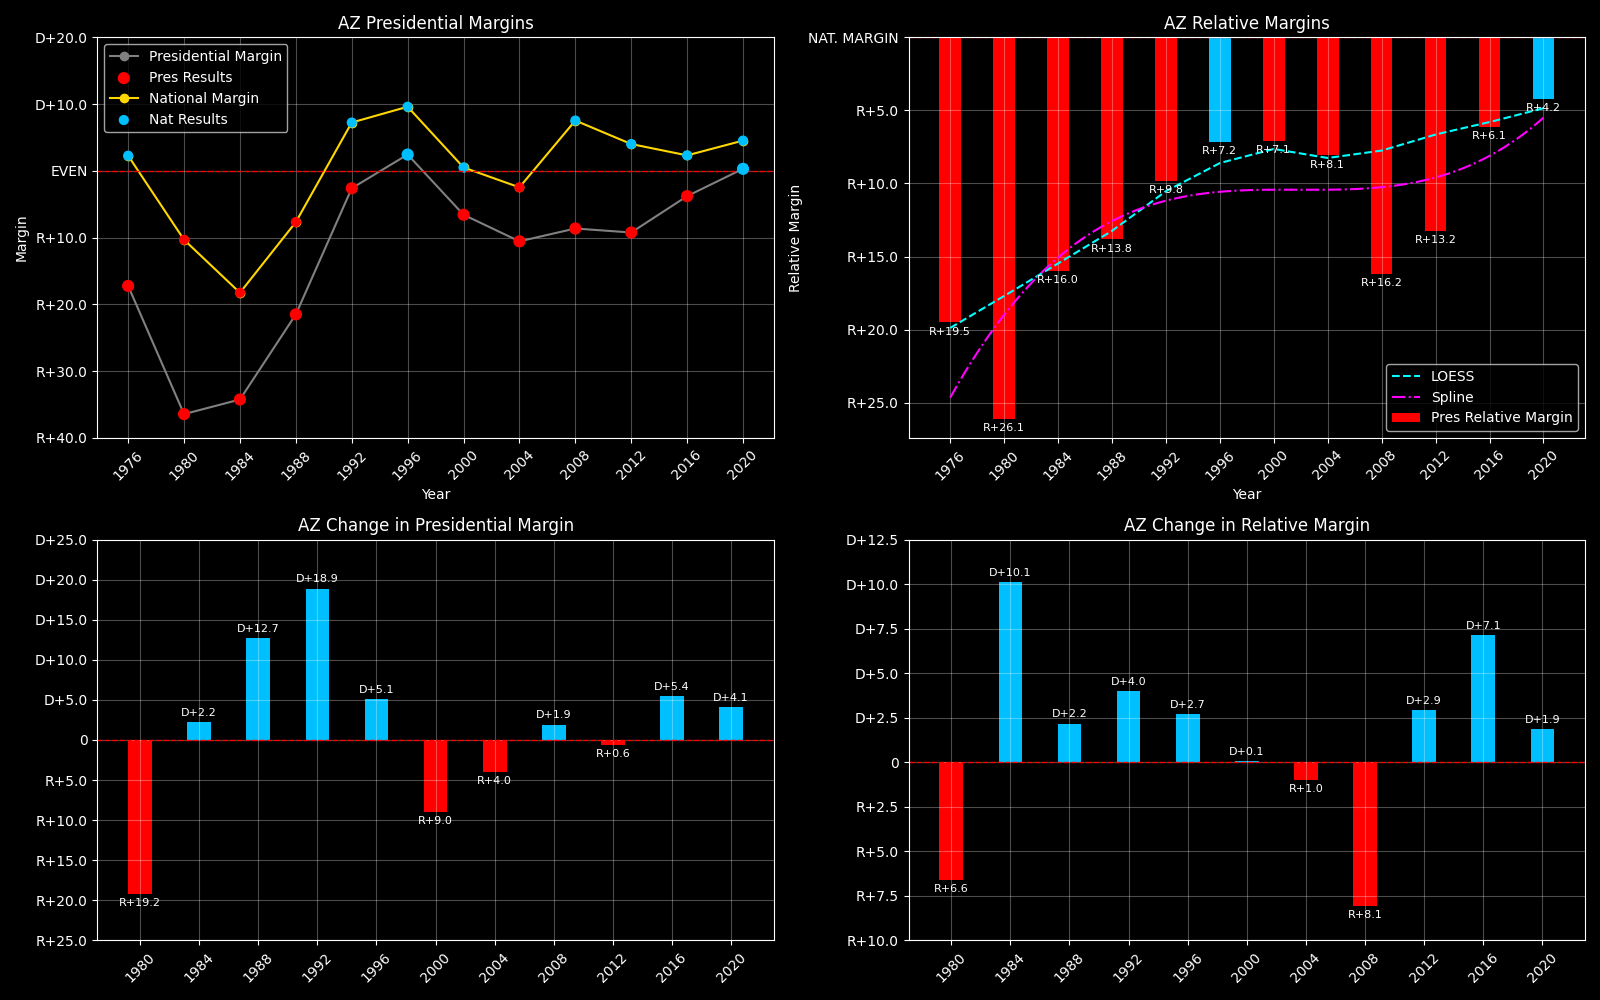 AZ Presidential Margins
D+20.0
D+10.0
EVEN
R+10.0
R+20.0
R+30.0
R+40.0
Margin
Presidential Margin
Pres Results
National Margin
Nat Results
1976
1980
1984
1988
1992
1996
2000
2004
2008
2012
2016
2020
Year
AZ Relative Margins
NAT. MARGIN
R+5.0
R+10.0
R+15.0
R+20.0
R+25.0
Relative Margin
R+19.5
R+26.1
R+16.0
R+13.8
R+9.8
R+7.2
R+7.1
R+8.1
R+16.2
R+13.2
R+6.1
R+4.2
LOESS
Spline
Pres Relative Margin
1976
1980
1984
1988
1992
1996
2000
2004
2008
2012
2016
2020
Year
AZ Change in Presidential Margin
D+25.0
D+20.0
D+15.0
D+10.0
D+5.0
0
R+5.0
R+10.0
R+15.0
R+20.0
R+25.0
R+19.2
D+2.2
D+12.7
D+18.9
D+5.1
R+9.0
R+4.0
D+1.9
R+0.6
D+5.4
D+4.1
1980
1984
1988
1992
1996
2000
2004
2008
2012
2016
2020
AZ Change in Relative Margin
D+12.5
D+10.0
D+7.5
D+5.0
D+2.5
0
R+2.5
R+5.0
R+7.5
R+10.0
R+6.6
D+10.1
D+2.2
D+4.0
D+2.7
D+0.1
R+1.0
R+8.1
D+2.9
D+7.1
D+1.9
1980
1984
1988
1992
1996
2000
2004
2008
2012
2016
2020